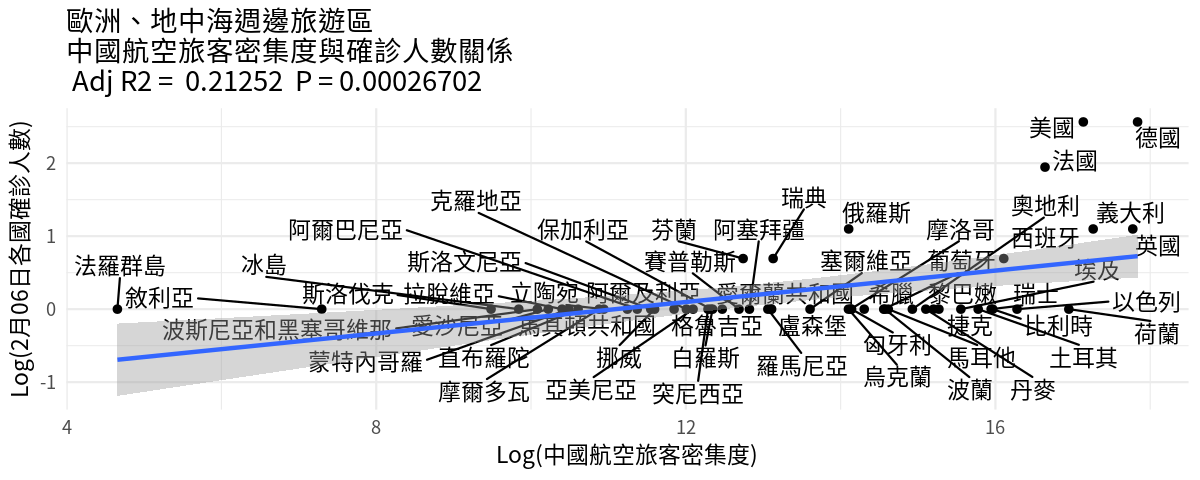 歐洲、地中海週邊旅遊區
中國航空旅客密集度與確診人數關係
Adj R2 = 0.21252 P = 0.00026702
美國
德國
法國
瑞典
克羅地亞
奧地利
義大利
俄羅斯
阿爾巴尼亞
保加利亞
芬蘭
阿塞拜疆
摩洛哥
西班牙
英國
法羅群島
冰島
斯洛文尼亞
賽普勒斯
塞爾維亞
葡萄牙
埃及
敘利亞
斯洛伐克
拉脫維亞
立陶宛
阿爾及利亞
愛爾蘭共和國
希臘
黎巴嫩
瑞士
以色列
波斯尼亞和黑塞哥維那
愛沙尼亞
馬其頓共和國
格魯吉亞
盧森堡
捷克
比利時
荷蘭
蒙特內哥羅
直布羅陀
挪威
白羅斯
羅馬尼亞
匈牙利
馬耳他
土耳其
摩爾多瓦
亞美尼亞
突尼西亞
烏克蘭
波蘭
丹麥
2
1
0
-1
4
8
12
16
Log(2月06日各國確診人數)
Log(中國航空旅客密集度)